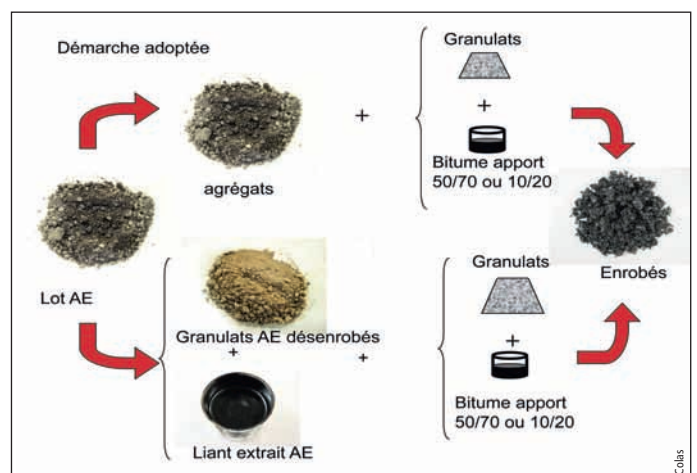 Démarche adoptée
Granulats
+
+
Bitume apport
50/70 ou 10/20
agrégats
Lot AE
Enrobés
Granulats AE désenrobés
+
Liant extrait AE
+
Granulats
+
Bitume apport
50/70 ou 10/20
Colas